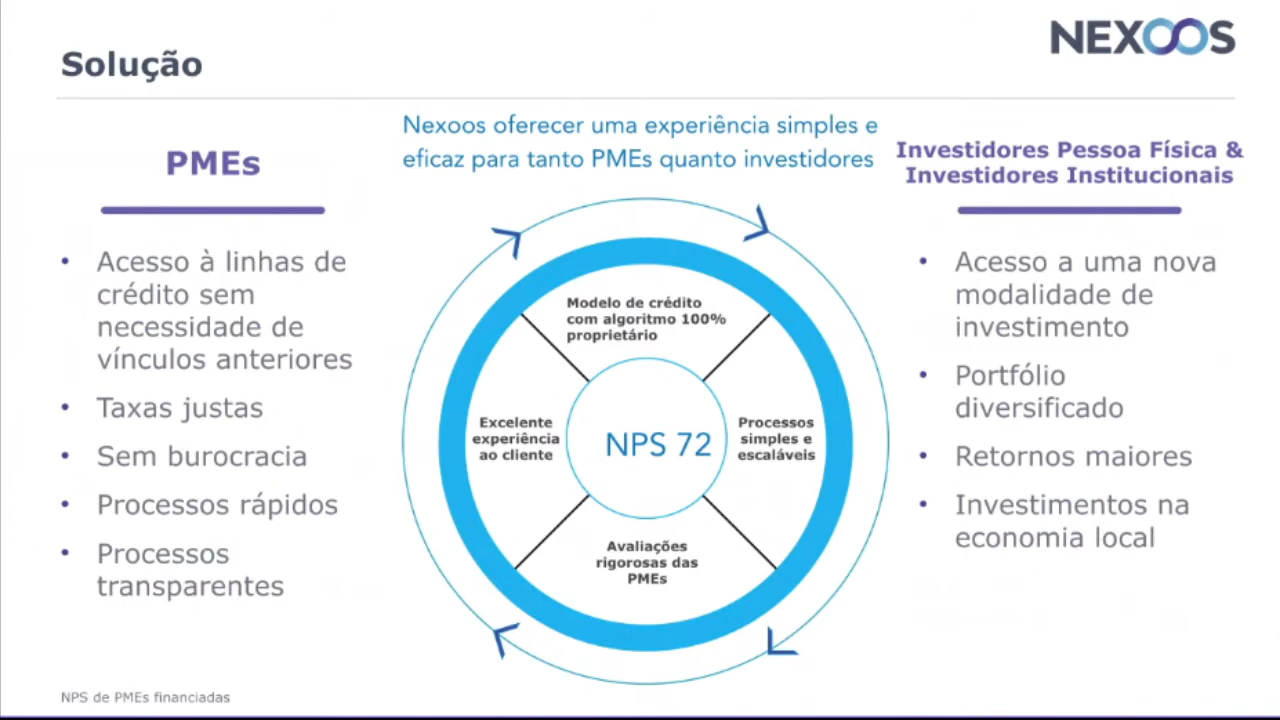 NEXOOS
Solução
Nexoos oferecer uma experiência simples e
eficaz para tanto PMEs quanto investidores
PMEs
• Acesso à linhas de
crédito sem
necessidade de
vínculos anteriores
• Taxas justas
• Sem burocracia
• Processos rápidos
• Processos
transparentes
Modelo de crédito
com algoritmo 100%
proprietário
Excelente
experiência
ao cliente
NPS 72
Processos
simples e
escaláveis
Avaliações
rigorosas das
PMEs
Investidores Pessoa Física &
Investidores Institucionais
• Acesso a uma nova
modalidade de
investimento
• Portfólio
diversificado
• Retornos maiores
• Investimentos na
economia local
NPS de PMEs financiadas